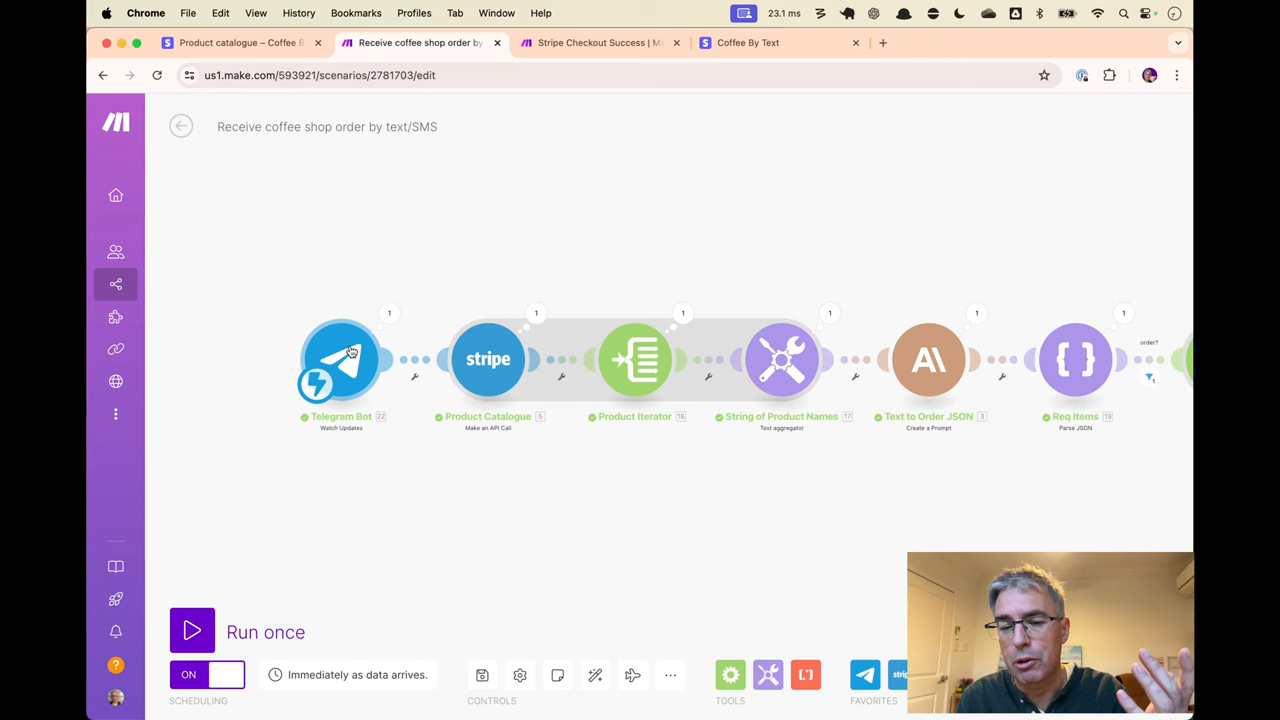 Chrome File Edit View History Bookmarks Profiles Tab Window Help 23.1 ms
Product catalogue – Coffee B
Receive coffee shop order by
Stripe Checkout Success | M
Coffee By Text
us1.make.com/593921/scenarios/2781703/edit
Receive coffee shop order by text/SMS
1 1 1 1 1 1
order?
stripe
1
Telegram Bot 22 Product Catalogue 5 Product Iterator 18 String of Product Names 17 Text to Order JSON 3 Req Items 19
Watch Updates Make an API Call Text aggregator Create a Prompt Parse JSON
Run once
ON Immediately as data arrives.
strip
SCHEDULING CONTROLS TOOLS FAVORITES